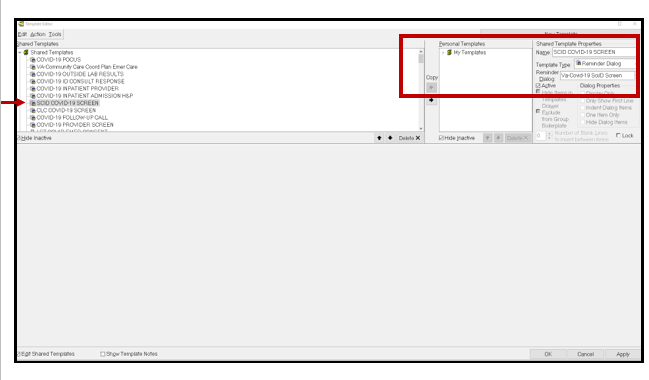 Template Editor
Edit Action Tools
New Template
Shared Templates
Shared Templates
COVID-19 POCUS
VA-Community Care Coord Plan Emer Care
COVID-19 OUTSIDE LAB RESULTS
COVID-19 ID CONSULT RESPONSE
COVID-19 INPATIENT PROVIDER
COVID-19 INPATIENT ADMISSION H&P
SCID COVID-19 SCREEN
CLC COVID-19 SCREEN
COVID-19 FOLLOW-UP CALL
COVID-19 PROVIDER SCREEN
Hide Inactive
Delete
Copy
Personal Templates
My Templates
Hide Inactive
Delete
Shared Template Properties
Name: SCID COVID-19 SCREEN
Template Type: Reminder Dialog
Reminder Dialog: Va-Covid-19 SciD Screen
Active
Dialog Properties
Hide Items in Templates Drawer
Display Only
Only Show First Line
Indent Dialog Items
Exclude from Group Boilerplate
One Item Only
Hide Dialog Items
0
Number of Blank Lines to insert between items
Lock
Edit Shared Templates
Show Template Notes
OK
Cancel
Apply